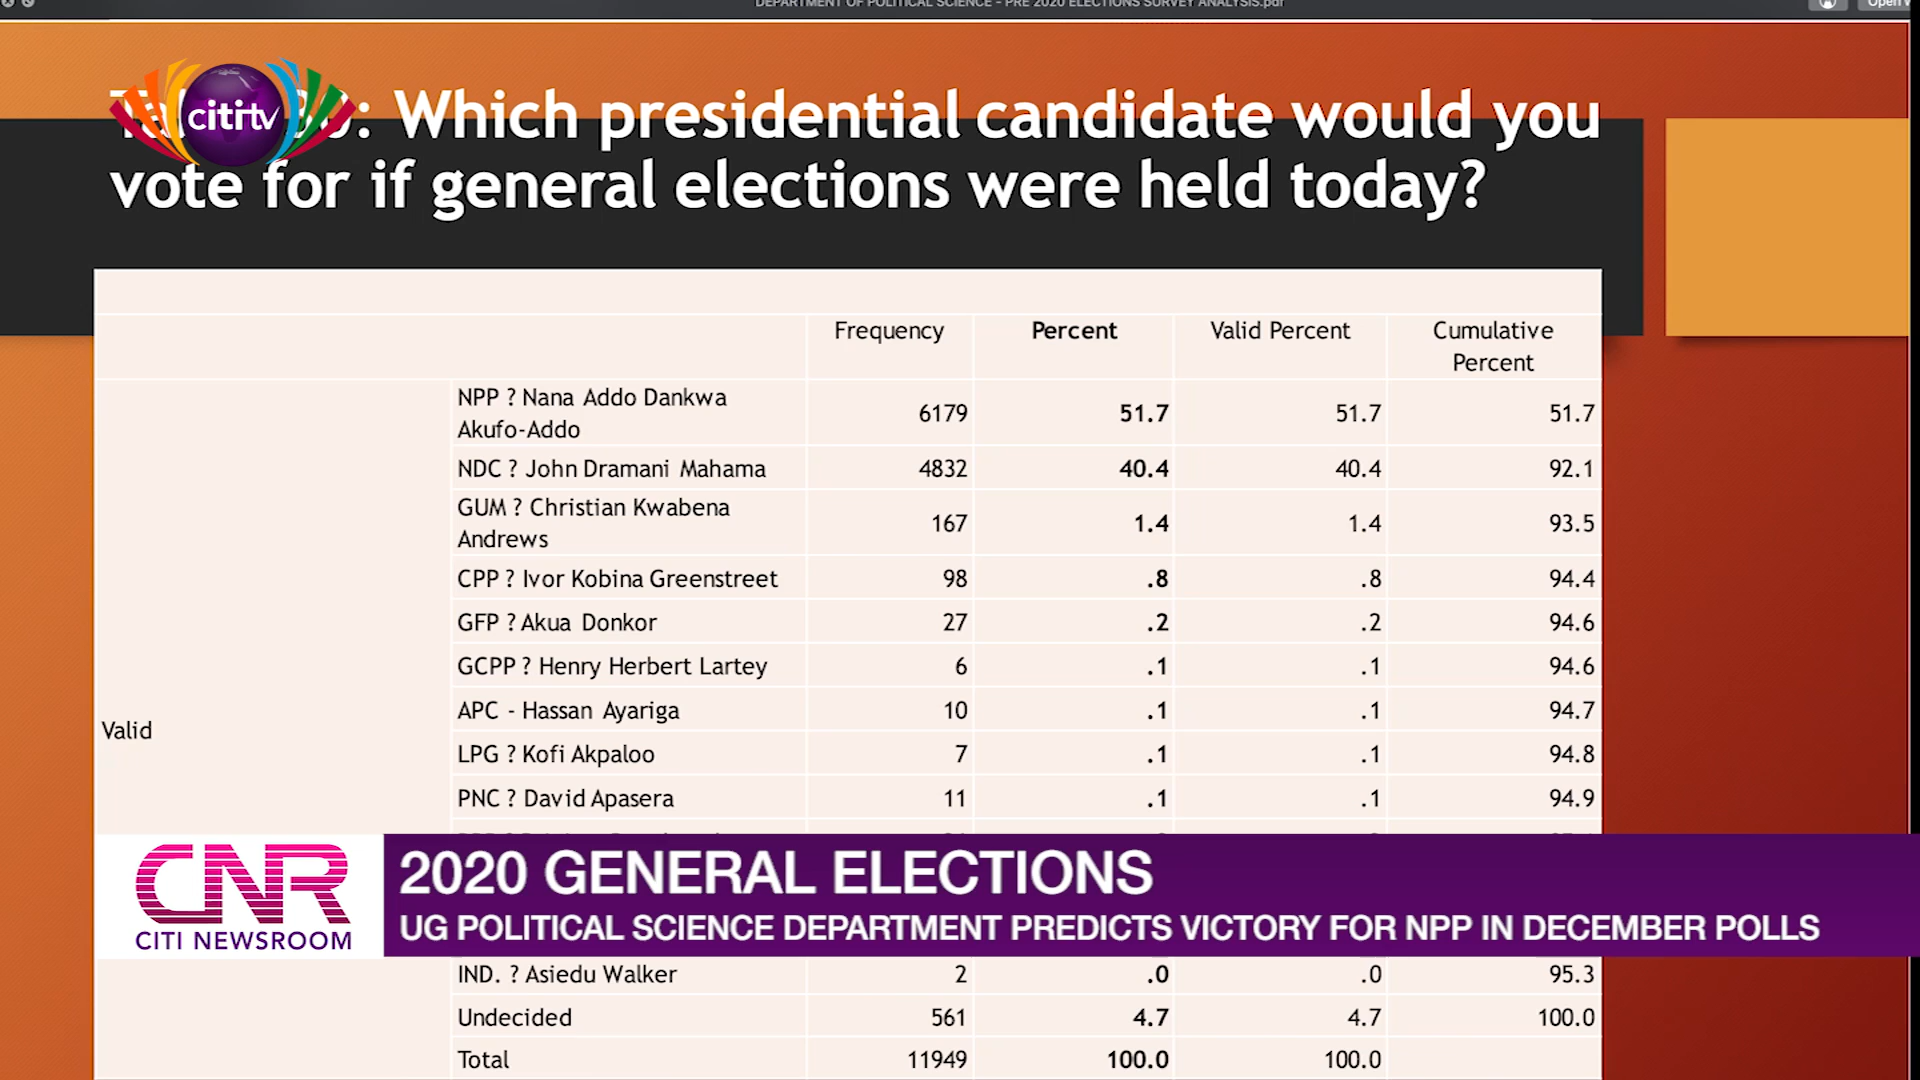 DEPARTMENT OF POLITICAL SCIENCE - PRE 2020 ELECTIONS SURVEY ANALYSIS.pdf
citi tv
: Which presidential candidate would you
vote for if general elections were held today?
Frequency Percent Valid Percent Cumulative
Percent
NPP ? Nana Addo Dankwa
Akufo-Addo 6179 51.7 51.7 51.7
NDC ? John Dramani Mahama 4832 40.4 40.4 92.1
GUM ? Christian Kwabena
Andrews 167 1.4 1.4 93.5
CPP ? Ivor Kobina Greenstreet 98 .8 .8 94.4
GFP ? Akua Donkor 27 .2 .2 94.6
GCPP ? Henry Herbert Lartey 6 .1 .1 94.6
APC - Hassan Ayariga 10 .1 .1 94.7
Valid
LPG ? Kofi Akpaloo 7 .1 .1 94.8
PNC ? David Apasera 11 .1 .1 94.9
CNR
CITI NEWSROOM
2020 GENERAL ELECTIONS
UG POLITICAL SCIENCE DEPARTMENT PREDICTS VICTORY FOR NPP IN DECEMBER POLLS
IND. ? Asiedu Walker 2 .0 .0 95.3
Undecided 561 4.7 4.7 100.0
Total 11949 100.0 100.0